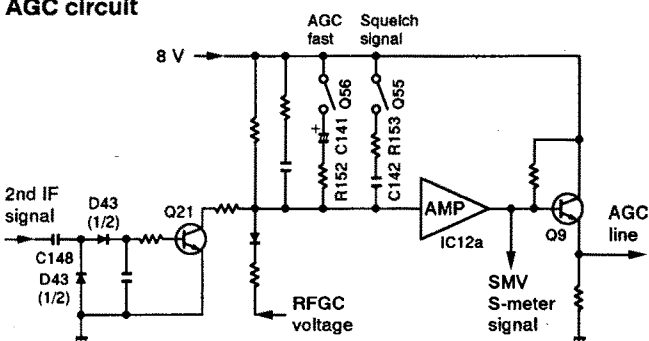 AGC circuit
AGC
fast
Squelch
signal
8 V
Q56
Q55
+
C141
R153
R152
C142
2nd IF
signal
D43
(1/2)
Q21
C148
D43
(1/2)
AMP
IC12a
Q9
AGC
line
RFGC
voltage
SMV
S-meter
signal